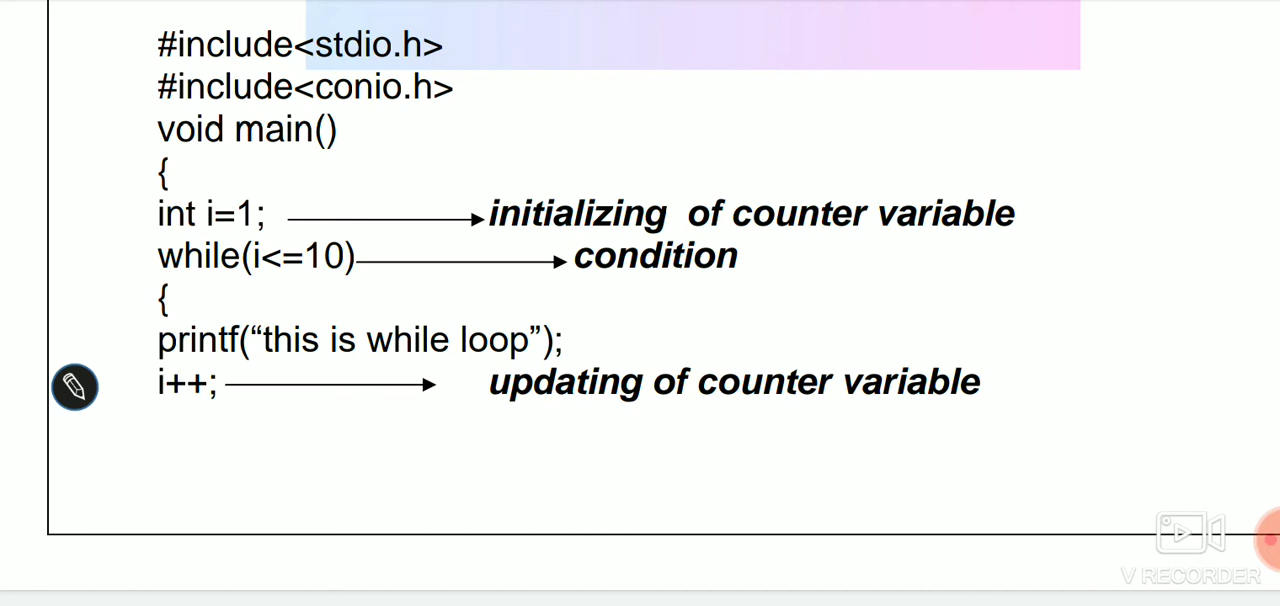 #include<stdio.h>
#include<conio.h>
void main()
{
int i=1; initializing of counter variable
while(i<=10) condition
{
printf(“this is while loop”);
i++; updating of counter variable
V RECORDER